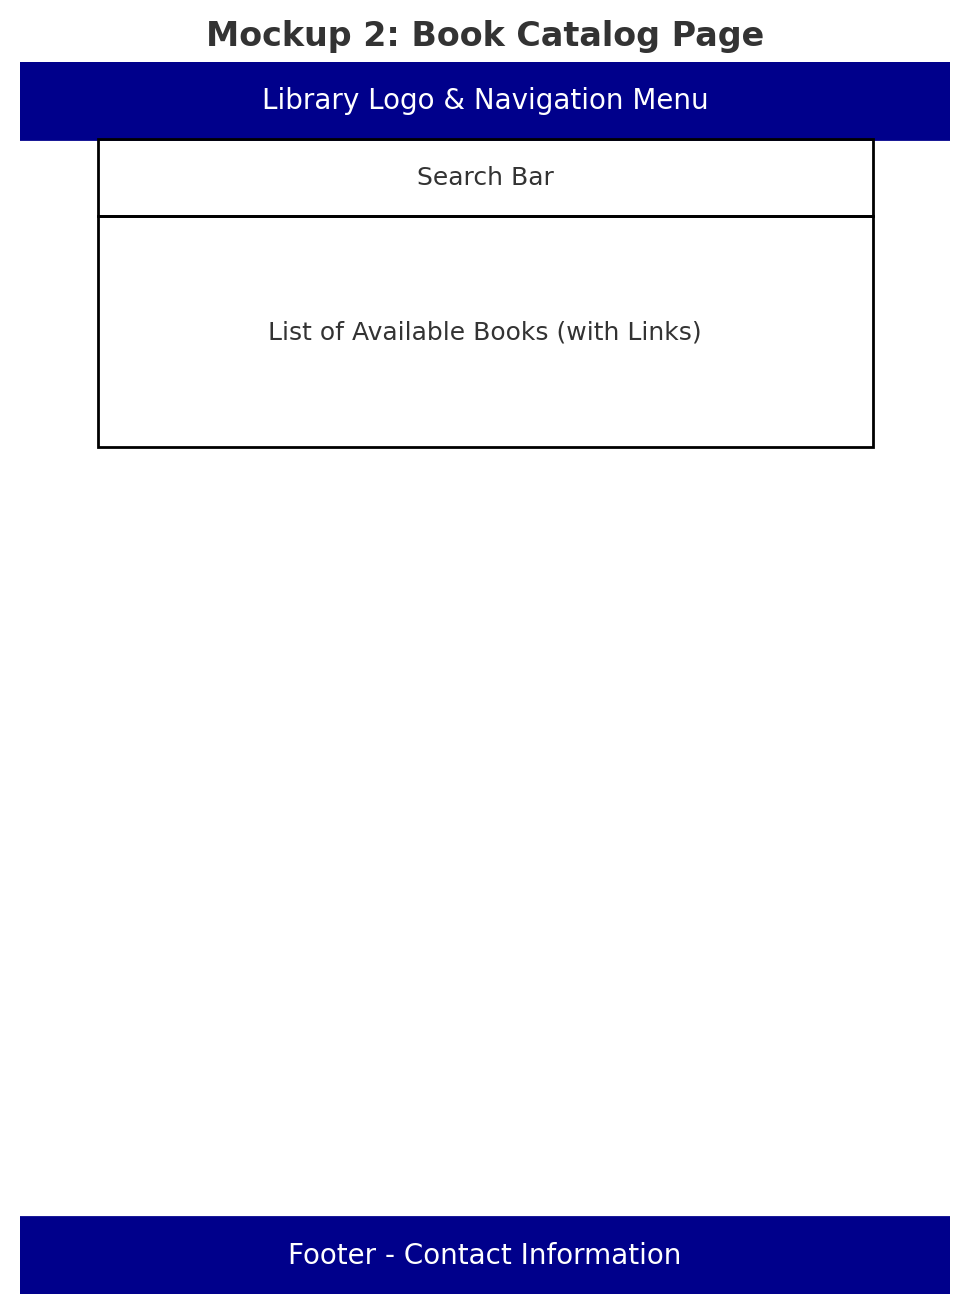 Mockup 2: Book Catalog Page
Library Logo & Navigation Menu
Search Bar
List of Available Books (with Links)
Footer - Contact Information